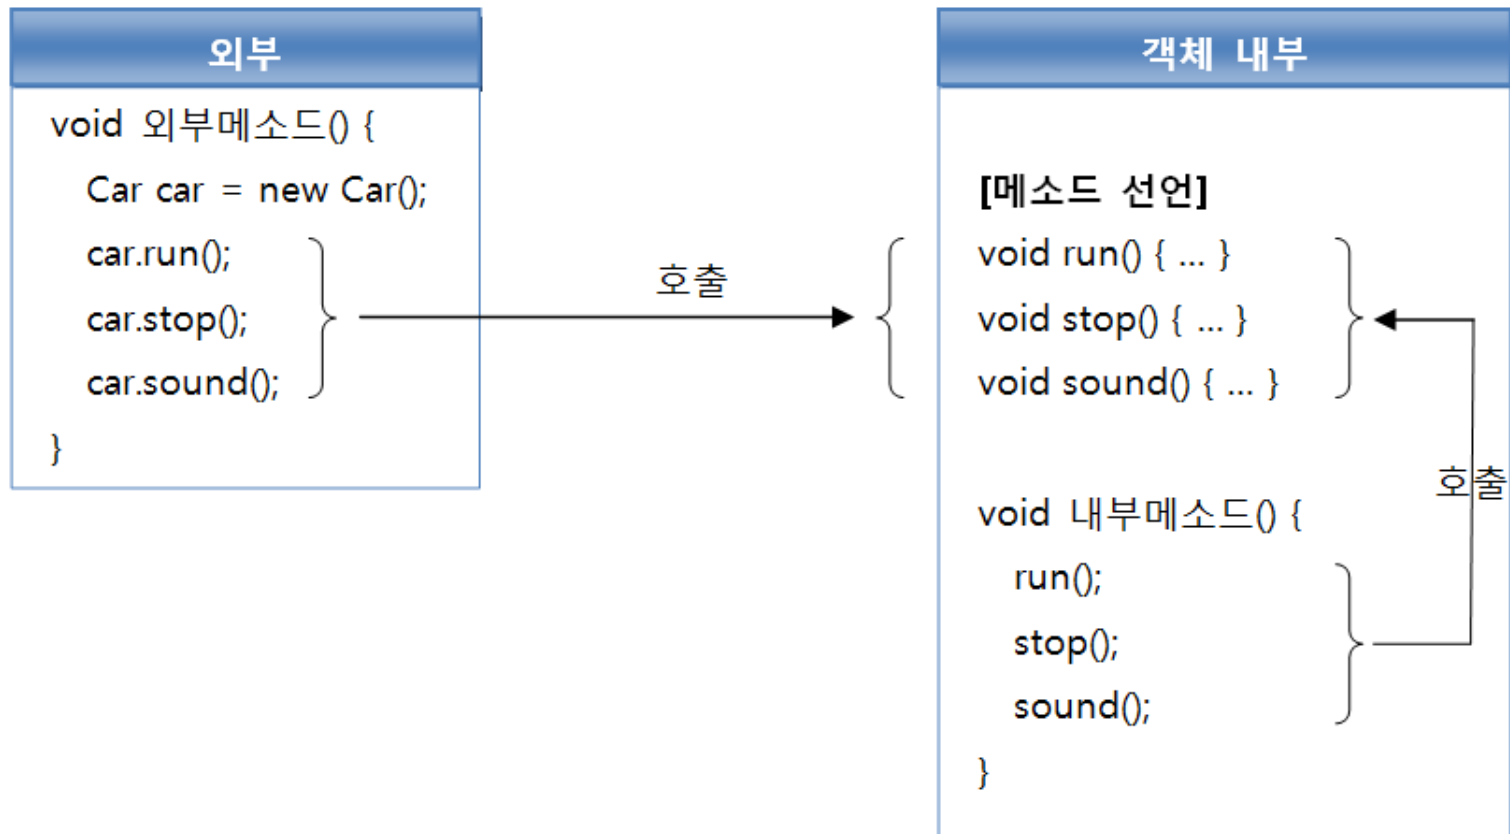 외부
void 외부메소드() {
Car car = new Car();
car.run();
car.stop();
car.sound();
}
호출
객체 내부
[메소드 선언]
void run() { ... }
void stop() { ... }
void sound() { ... }
void 내부메소드() {
run();
stop();
sound();
}
호출